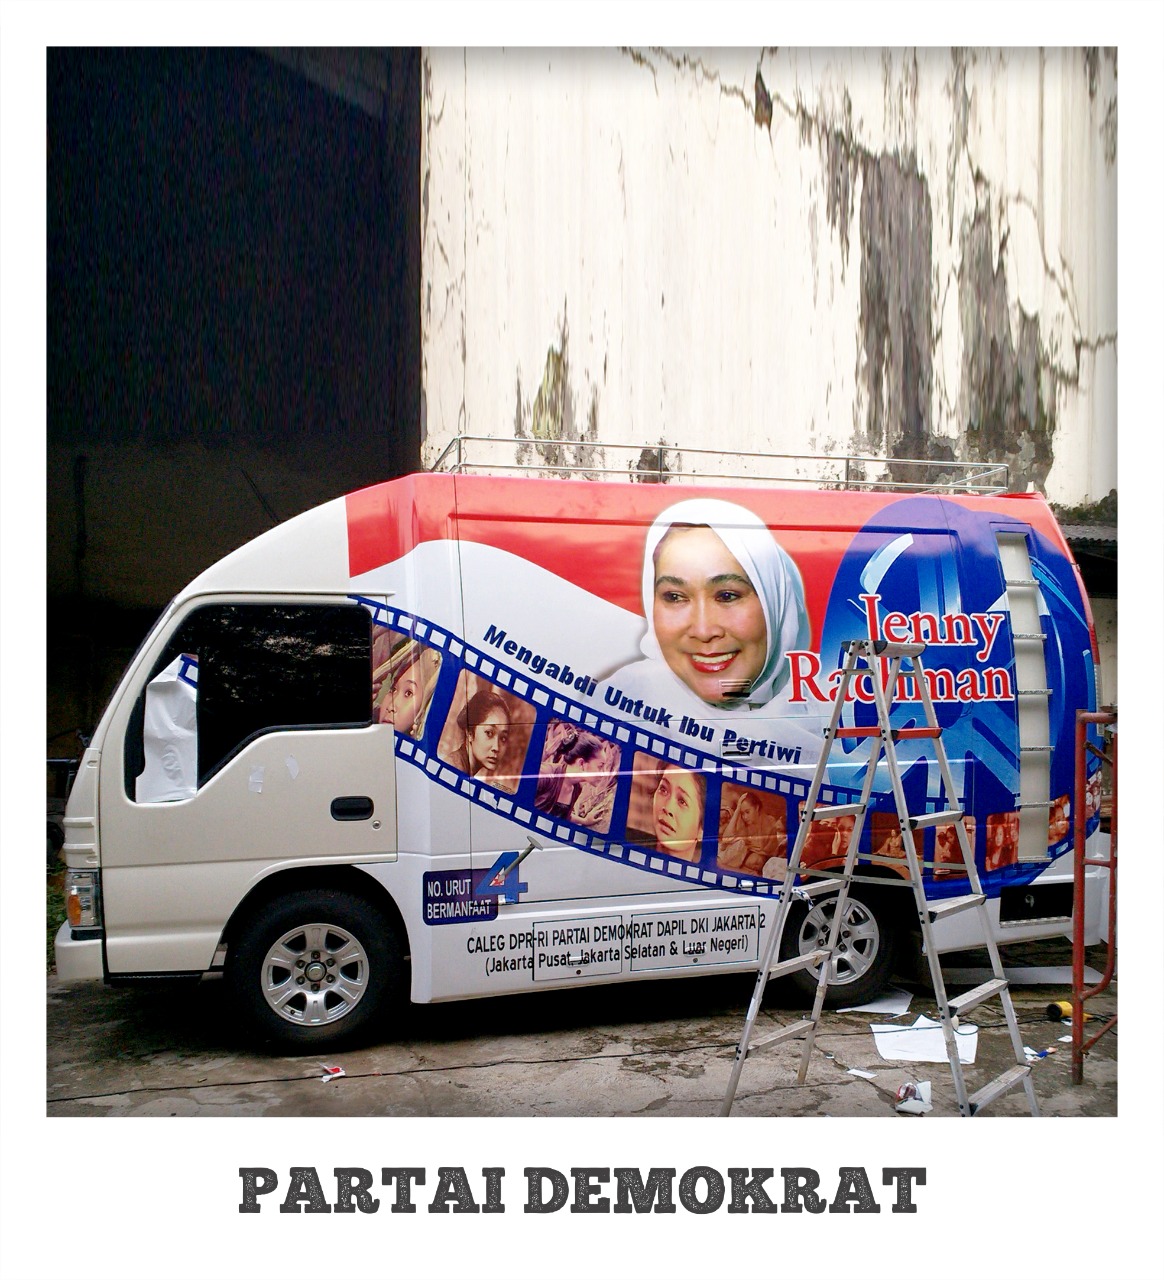 Jenny
Rachman
Mengabdi Untuk Ibu Pertiwi
NO. URUT 4
BERMANFAAT
CALEG DPR-RI PARTAI DEMOKRAT DAPIL DKI JAKARTA 2
(Jakarta Pusat, Jakarta Selatan & Luar Negeri)
PARTAI DEMOKRAT